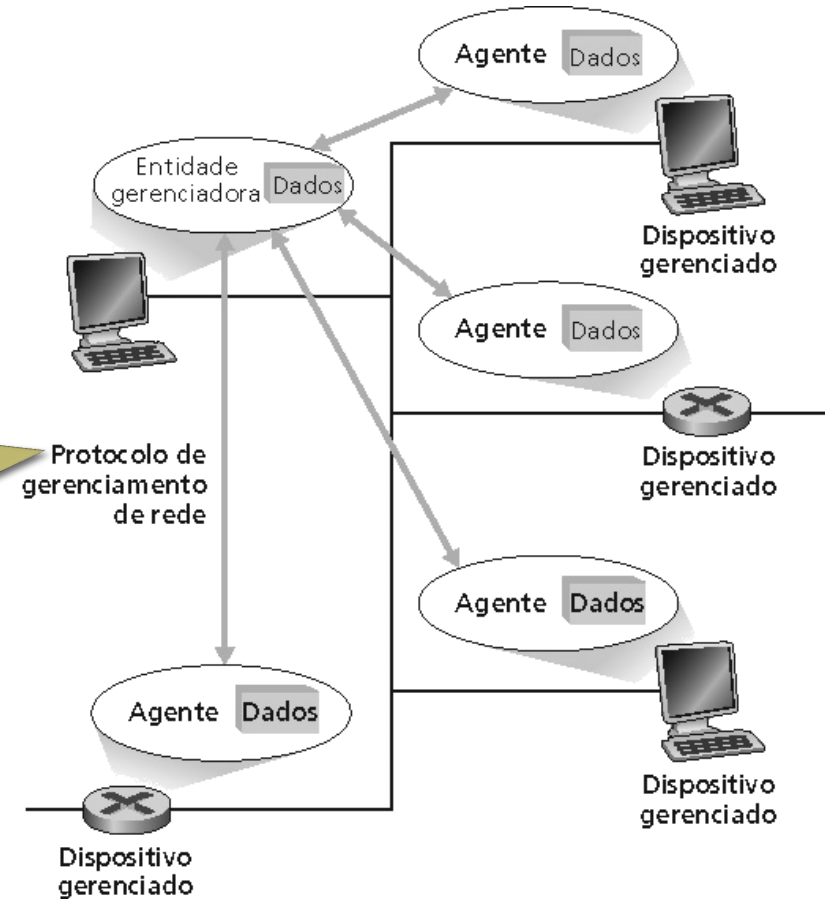 Agente Dados
Entidade
gerenciadora Dados
Dispositivo
gerenciado
Agente Dados
Dispositivo
gerenciado
Protocolo de
gerenciamento
de rede
Agente Dados
Dispositivo
gerenciado
Agente Dados
Dispositivo
gerenciado